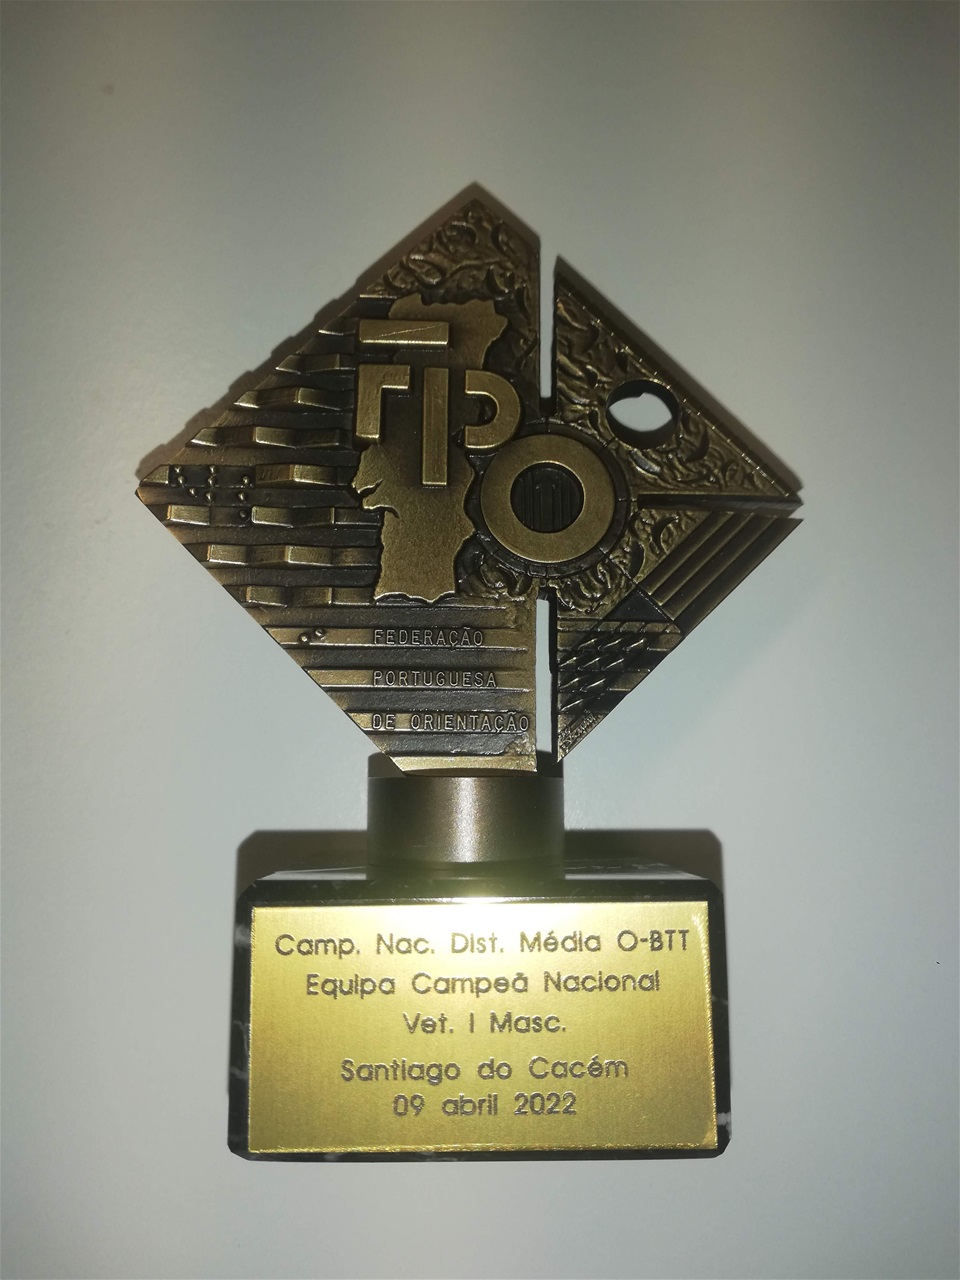 FPO
FEDERAÇÃO
PORTUGUESA
DE ORIENTAÇÃO
Camp. Nac. Dist. Média O-BTT
Equipa Campeã Nacional
Vet. I Masc.
Santiago do Cacém
09 abril 2022